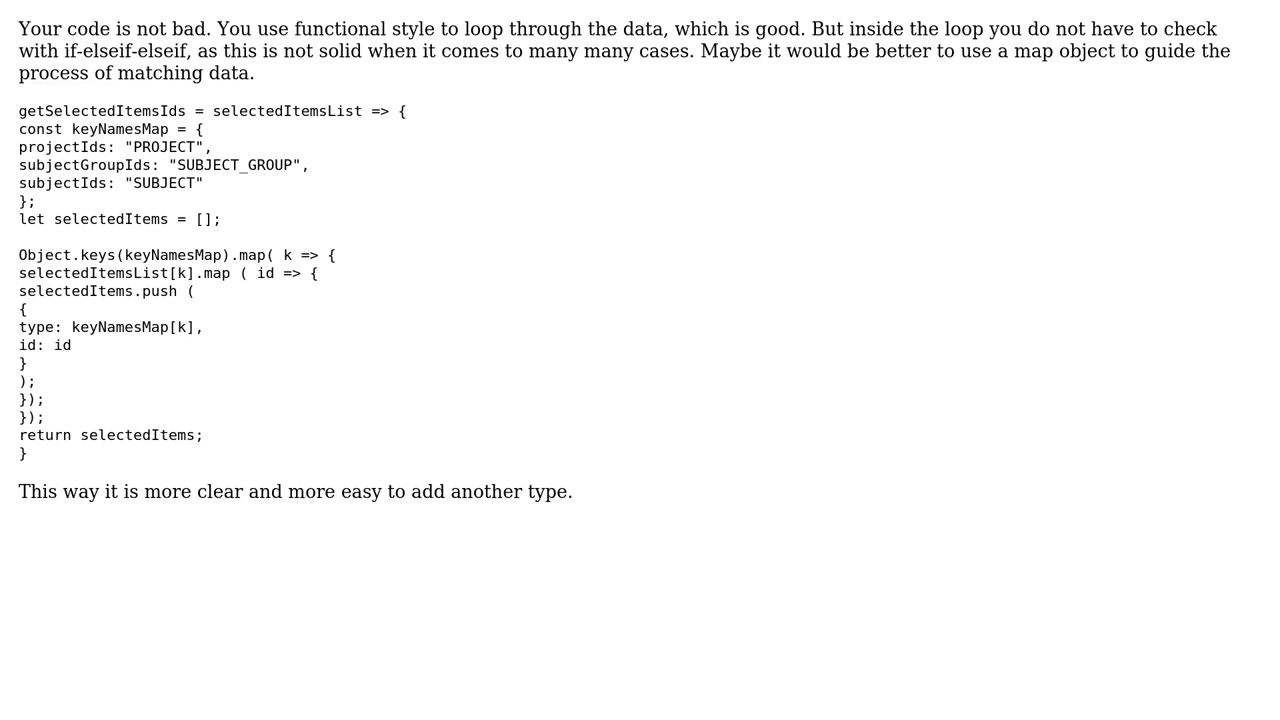 Your code is not bad. You use functional style to loop through the data, which is good. But inside the loop you do not have to check
with if-elseif-elseif, as this is not solid when it comes to many many cases. Maybe it would be better to use a map object to guide the
process of matching data.
getSelectedItemsIds = selectedItemsList => {
const keyNamesMap = {
projectIds: "PROJECT",
subjectGroupIds: "SUBJECT_GROUP",
subjectIds: "SUBJECT"
};
let selectedItems = [];
Object.keys(keyNamesMap).map( k => {
selectedItemsList[k].map ( id => {
selectedItems.push (
{
type: keyNamesMap[k],
id: id
}
);
});
});
return selectedItems;
}
This way it is more clear and more easy to add another type.